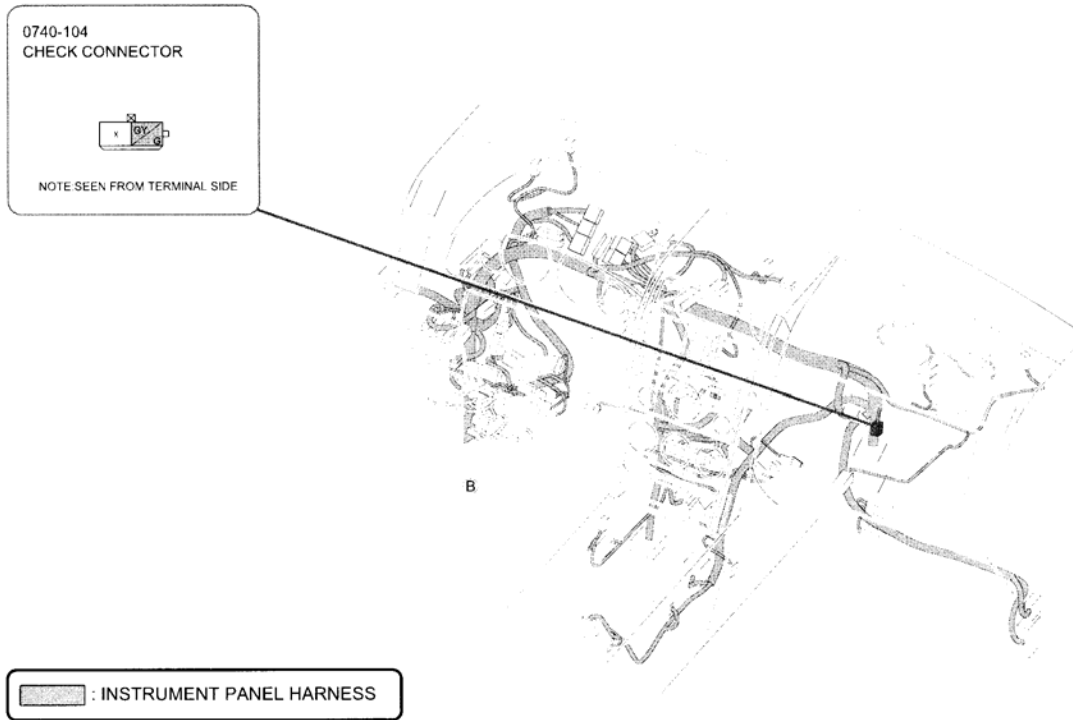 0740-104
CHECK CONNECTOR
x
GY
G
NOTE:SEEN FROM TERMINAL SIDE
B
: INSTRUMENT PANEL HARNESS